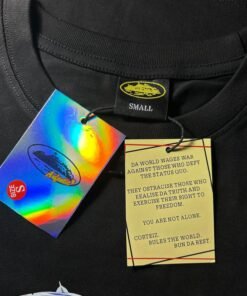 SMALL
DA WORLD WAGES WAR
AGAINST THOSE WHO DEFY
THE STATUS QUO.
THEY OSTRACISE THOSE WHO
REALISE DA TRUTH AND
EXERCISE THEIR RIGHT TO
FREEDOM.
YOU ARE NOT ALONE.
CORTEIZ.
RULES THE WORLD.
BUN DA REST.